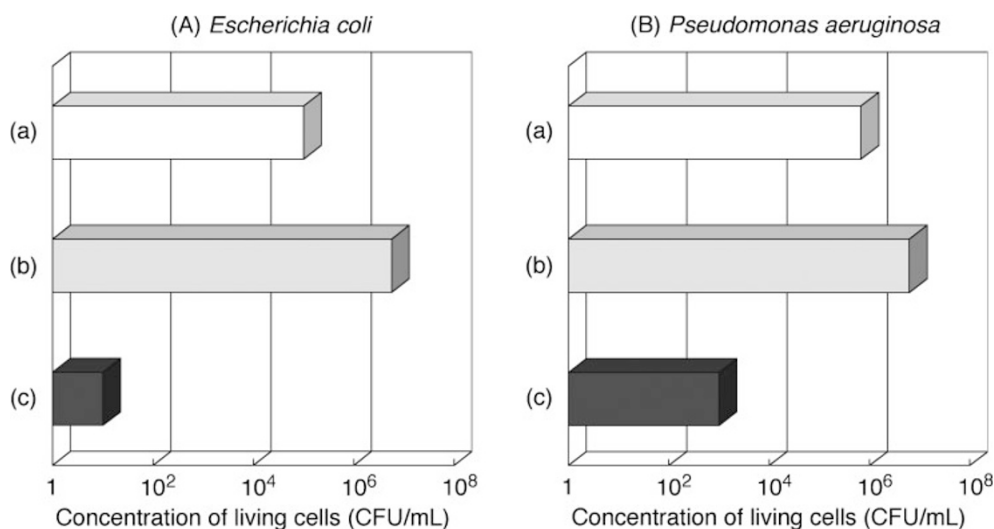 (A) Escherichia coli
(a)
(b)
(c)
1 10² 10⁴ 10⁶ 10⁸
Concentration of living cells (CFU/mL)
(B) Pseudomonas aeruginosa
(a)
(b)
(c)
1 10² 10⁴ 10⁶ 10⁸
Concentration of living cells (CFU/mL)